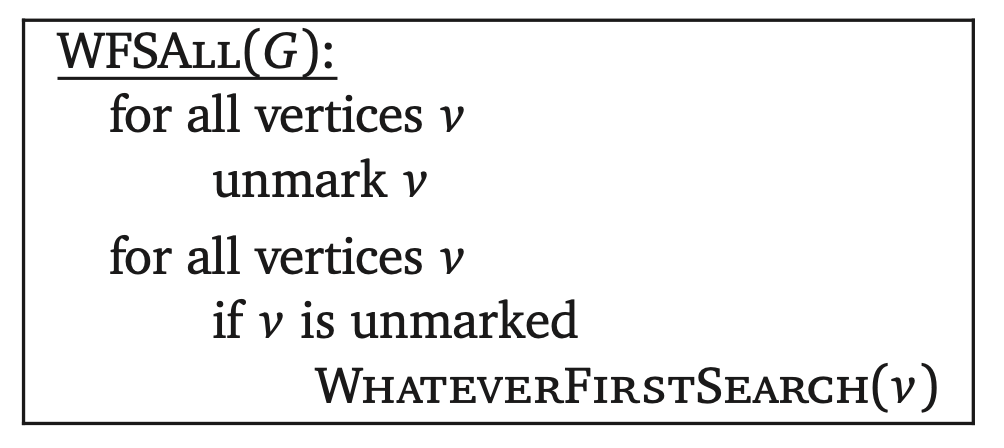 WFSALL(G):
for all vertices v
unmark v
for all vertices v
if v is unmarked
WHATEVERFIRSTSEARCH(v)